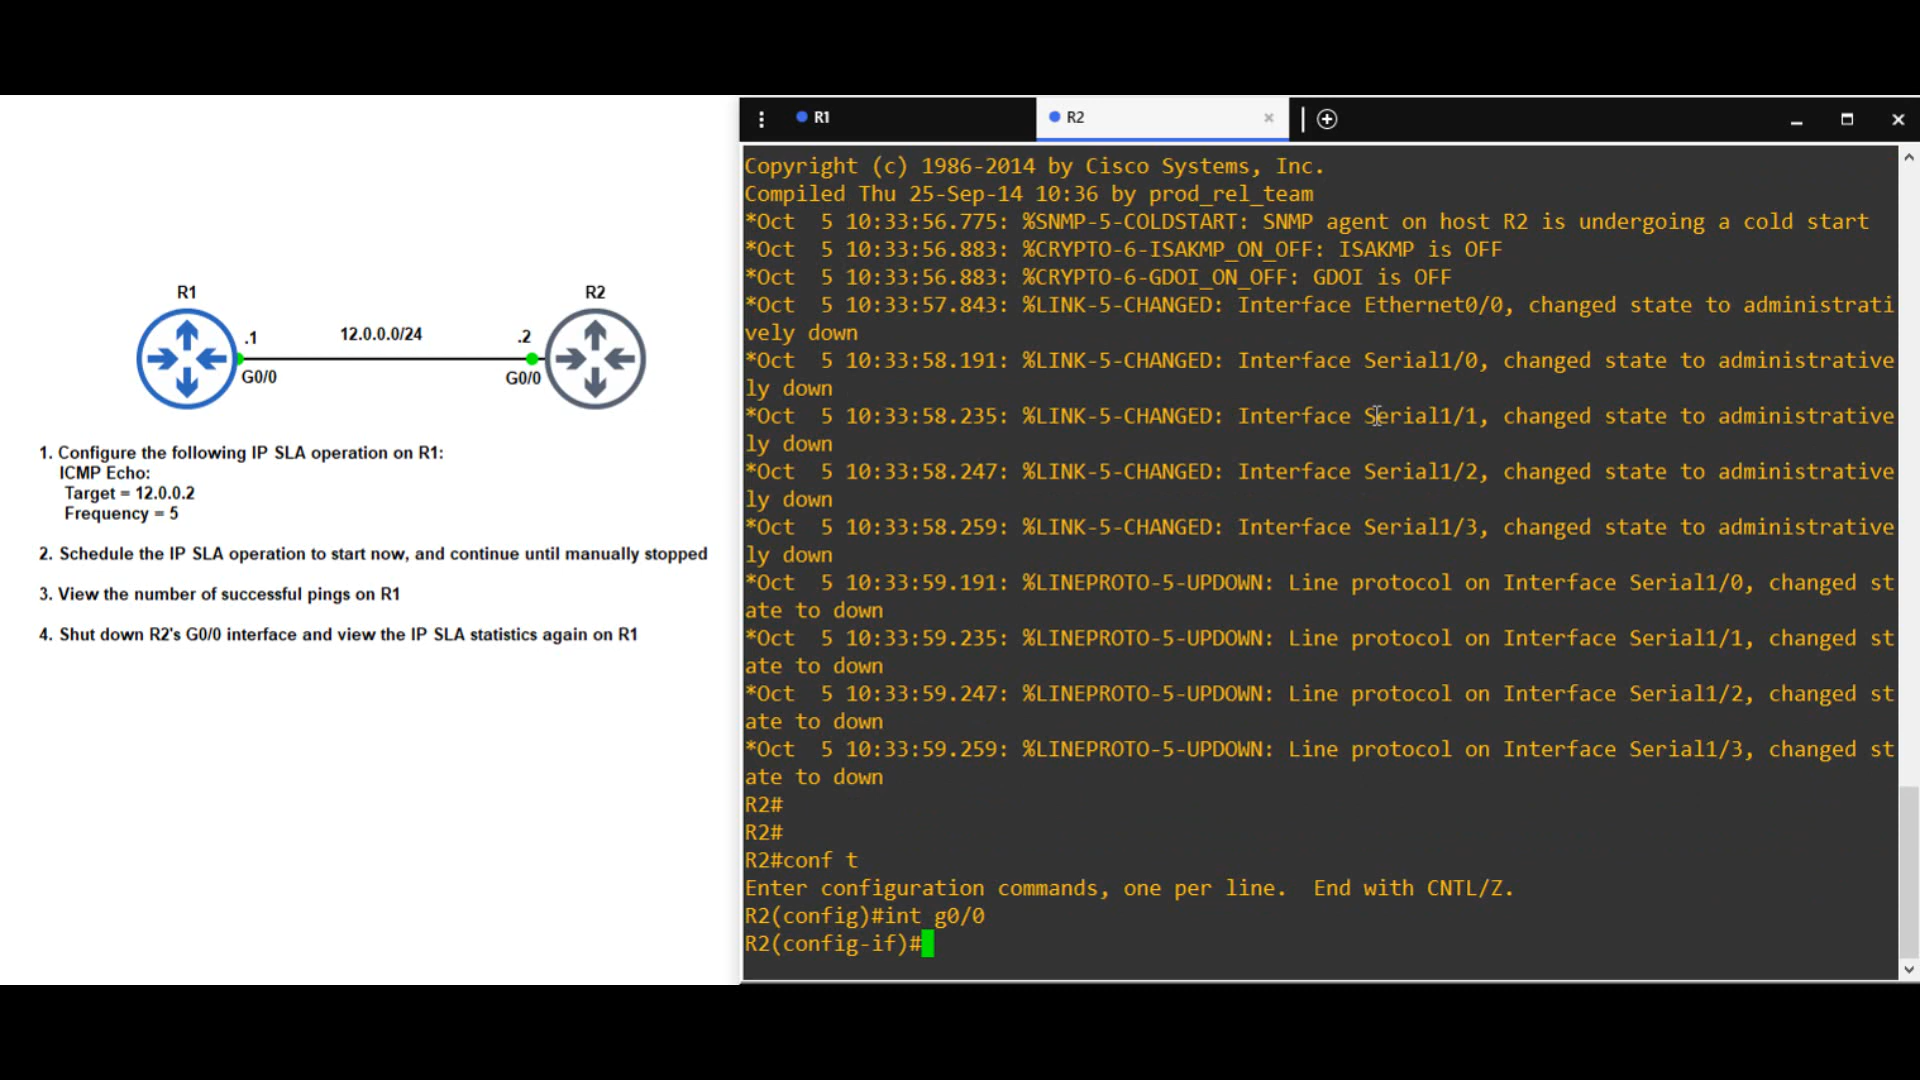 R1
R2
.1
12.0.0.0/24
.2
G0/0
G0/0
1. Configure the following IP SLA operation on R1:
ICMP Echo:
Target = 12.0.0.2
Frequency = 5
2. Schedule the IP SLA operation to start now, and continue until manually stopped
3. View the number of successful pings on R1
4. Shut down R2's G0/0 interface and view the IP SLA statistics again on R1
R1
R2
Copyright (c) 1986-2014 by Cisco Systems, Inc.
Compiled Thu 25-Sep-14 10:36 by prod_rel_team
*Oct  5 10:33:56.775: %SNMP-5-COLDSTART: SNMP agent on host R2 is undergoing a cold start
*Oct  5 10:33:56.883: %CRYPTO-6-ISAKMP_ON_OFF: ISAKMP is OFF
*Oct  5 10:33:56.883: %CRYPTO-6-GDOI_ON_OFF: GDOI is OFF
*Oct  5 10:33:57.843: %LINK-5-CHANGED: Interface Ethernet0/0, changed state to administrati
vely down
*Oct  5 10:33:58.191: %LINK-5-CHANGED: Interface Serial1/0, changed state to administrative
ly down
*Oct  5 10:33:58.235: %LINK-5-CHANGED: Interface Serial1/1, changed state to administrative
ly down
*Oct  5 10:33:58.247: %LINK-5-CHANGED: Interface Serial1/2, changed state to administrative
ly down
*Oct  5 10:33:58.259: %LINK-5-CHANGED: Interface Serial1/3, changed state to administrative
ly down
*Oct  5 10:33:59.191: %LINEPROTO-5-UPDOWN: Line protocol on Interface Serial1/0, changed st
ate to down
*Oct  5 10:33:59.235: %LINEPROTO-5-UPDOWN: Line protocol on Interface Serial1/1, changed st
ate to down
*Oct  5 10:33:59.247: %LINEPROTO-5-UPDOWN: Line protocol on Interface Serial1/2, changed st
ate to down
*Oct  5 10:33:59.259: %LINEPROTO-5-UPDOWN: Line protocol on Interface Serial1/3, changed st
ate to down
R2#
R2#
R2#conf t
Enter configuration commands, one per line.  End with CNTL/Z.
R2(config)#int g0/0
R2(config-if)#